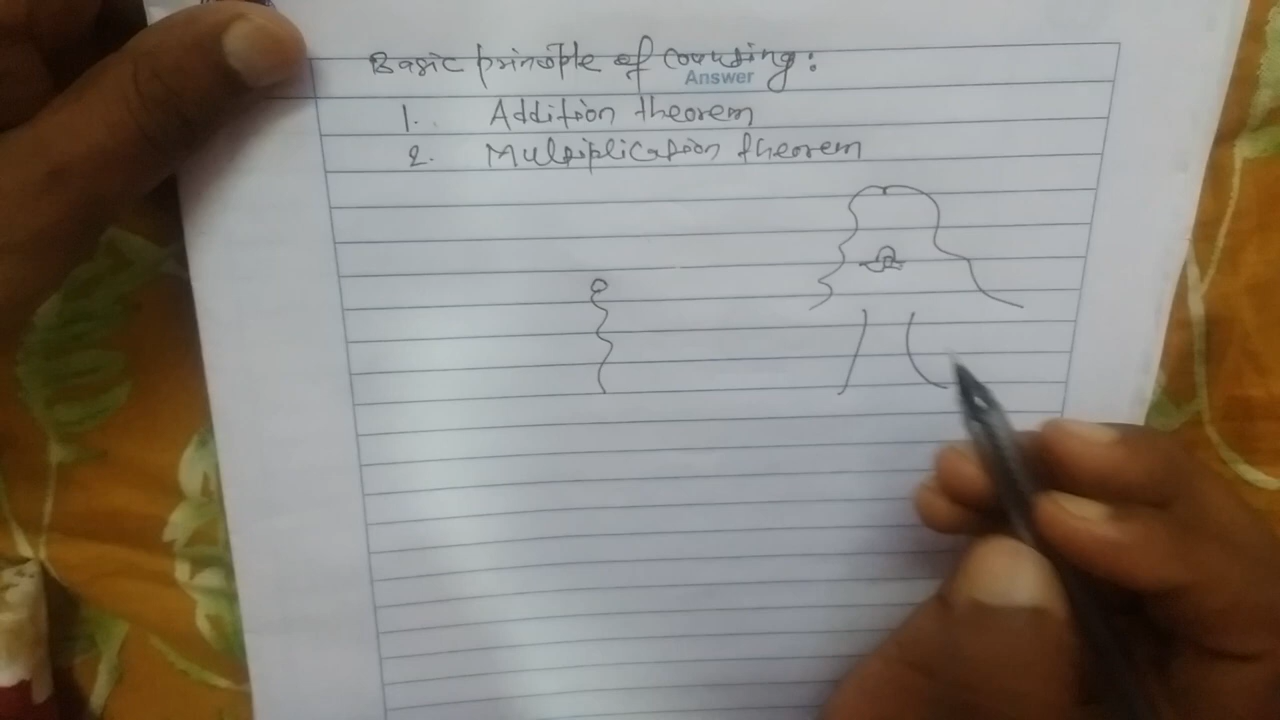 Basic principle of counting:
Answer
1. Addition theorem
2. Multiplication theorem